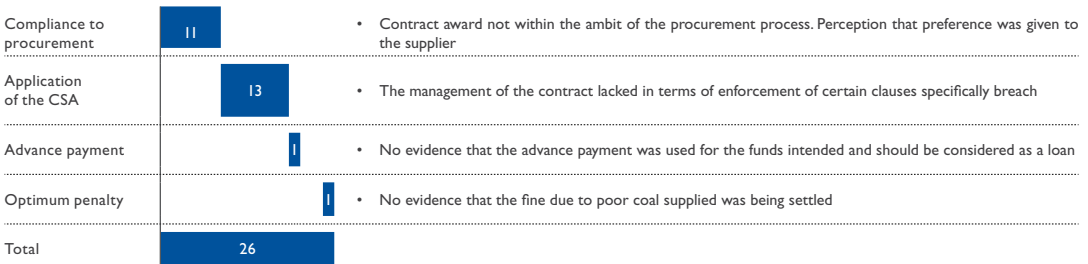 Compliance to
procurement
11
• Contract award not within the ambit of the procurement process. Perception that preference was given to
the supplier
Application
of the CSA
13
• The management of the contract lacked in terms of enforcement of certain clauses specifically breach
Advance payment
1
• No evidence that the advance payment was used for the funds intended and should be considered as a loan
Optimum penalty
1
• No evidence that the fine due to poor coal supplied was being settled
Total
26